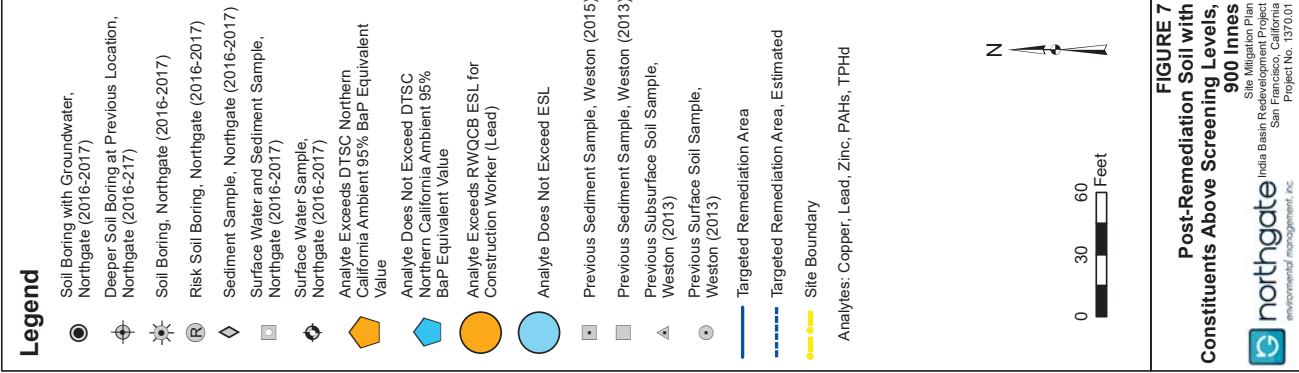 Legend
Soil Boring with Groundwater,
Northgate (2016-2017)
Deeper Soil Boring at Previous Location,
Northgate (2016-217)
Soil Boring, Northgate (2016-2017)
R
Risk Soil Boring, Northgate (2016-2017)
Sediment Sample, Northgate (2016-2017)
Surface Water and Sediment Sample,
Northgate (2016-2017)
Surface Water Sample,
Northgate (2016-2017)
Analyte Exceeds DTSC Northern
California Ambient 95% BaP Equivalent
Value
Analyte Does Not Exceed DTSC
Northern California Ambient 95%
BaP Equivalent Value
Analyte Exceeds RWQCB ESL for
Construction Worker (Lead)
Analyte Does Not Exceed ESL
Previous Sediment Sample, Weston (2015)
Previous Sediment Sample, Weston (2013)
Previous Subsurface Soil Sample,
Weston (2013)
Previous Surface Soil Sample,
Weston (2013)
Targeted Remediation Area
Targeted Remediation Area, Estimated
Site Boundary
Analytes: Copper, Lead, Zinc, PAHs, TPHd
N
0 30 60
Feet
FIGURE 7
Post-Remediation Soil with
Constituents Above Screening Levels,
900 Innes
Site Mitigation Plan
India Basin Redevelopment Project
San Francisco, California
Project No. 1370.01
northgate
environmental management, inc.